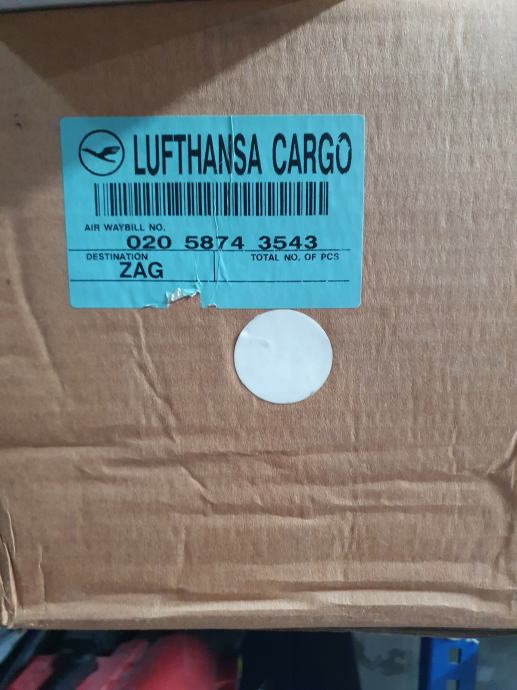 LUFTHANSA CARGO
AIR WAYBILL NO.
020 5874 3543
DESTINATION
TOTAL NO. OF PCS
ZAG